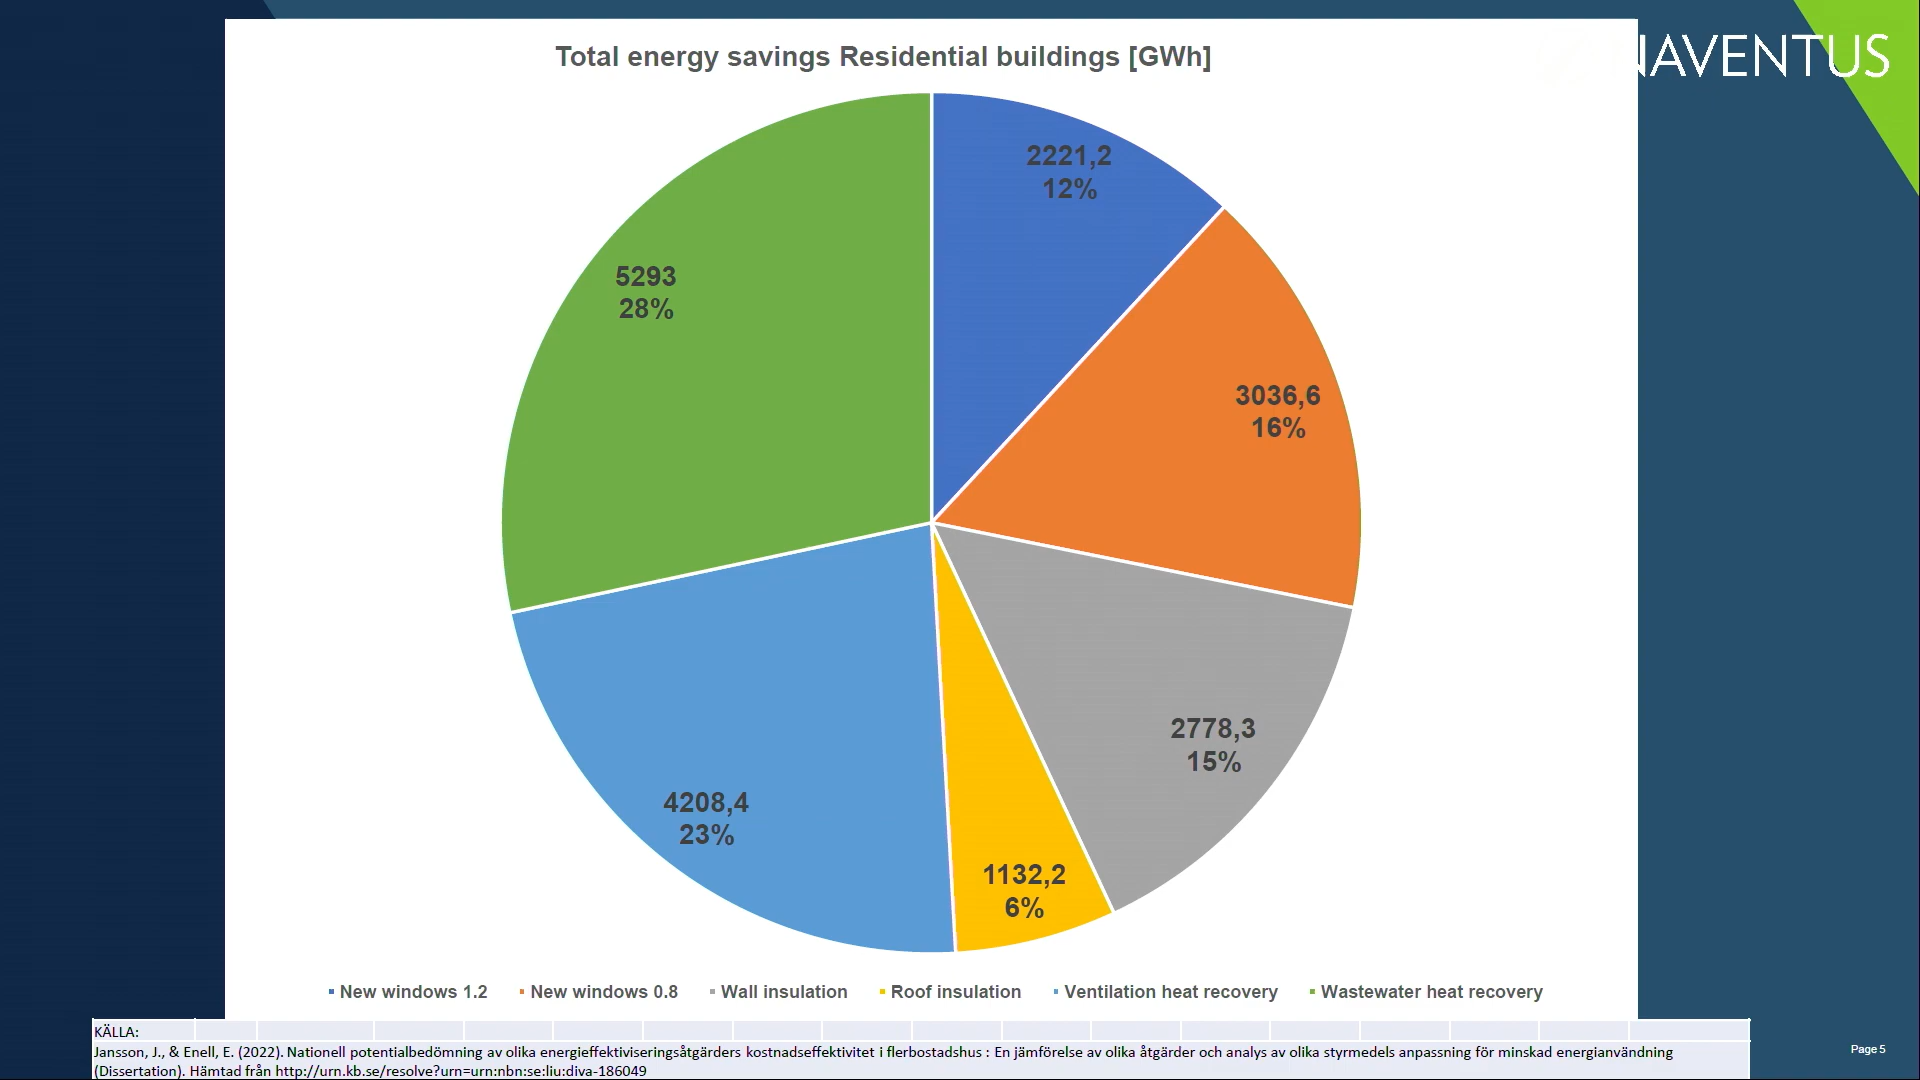 Total energy savings Residential buildings [GWh]
NAVENTUS
2221,2
12%
5293
28%
3036,6
16%
2778,3
15%
4208,4
23%
1132,2
6%
New windows 1.2 New windows 0.8 Wall insulation Roof insulation Ventilation heat recovery Wastewater heat recovery
KÄLLA:
Jansson, J., & Enell, E. (2022). Nationell potentialbedömning av olika energieffektiviseringsåtgärders kostnadseffektivitet i flerbostadshus : En jämförelse av olika åtgärder och analys av olika styrmedels anpassning för minskad energianvändning
(Dissertation). Hämtad från http://urn.kb.se/resolve?urn=urn:nbn:se:liu:diva-186049
Page 5